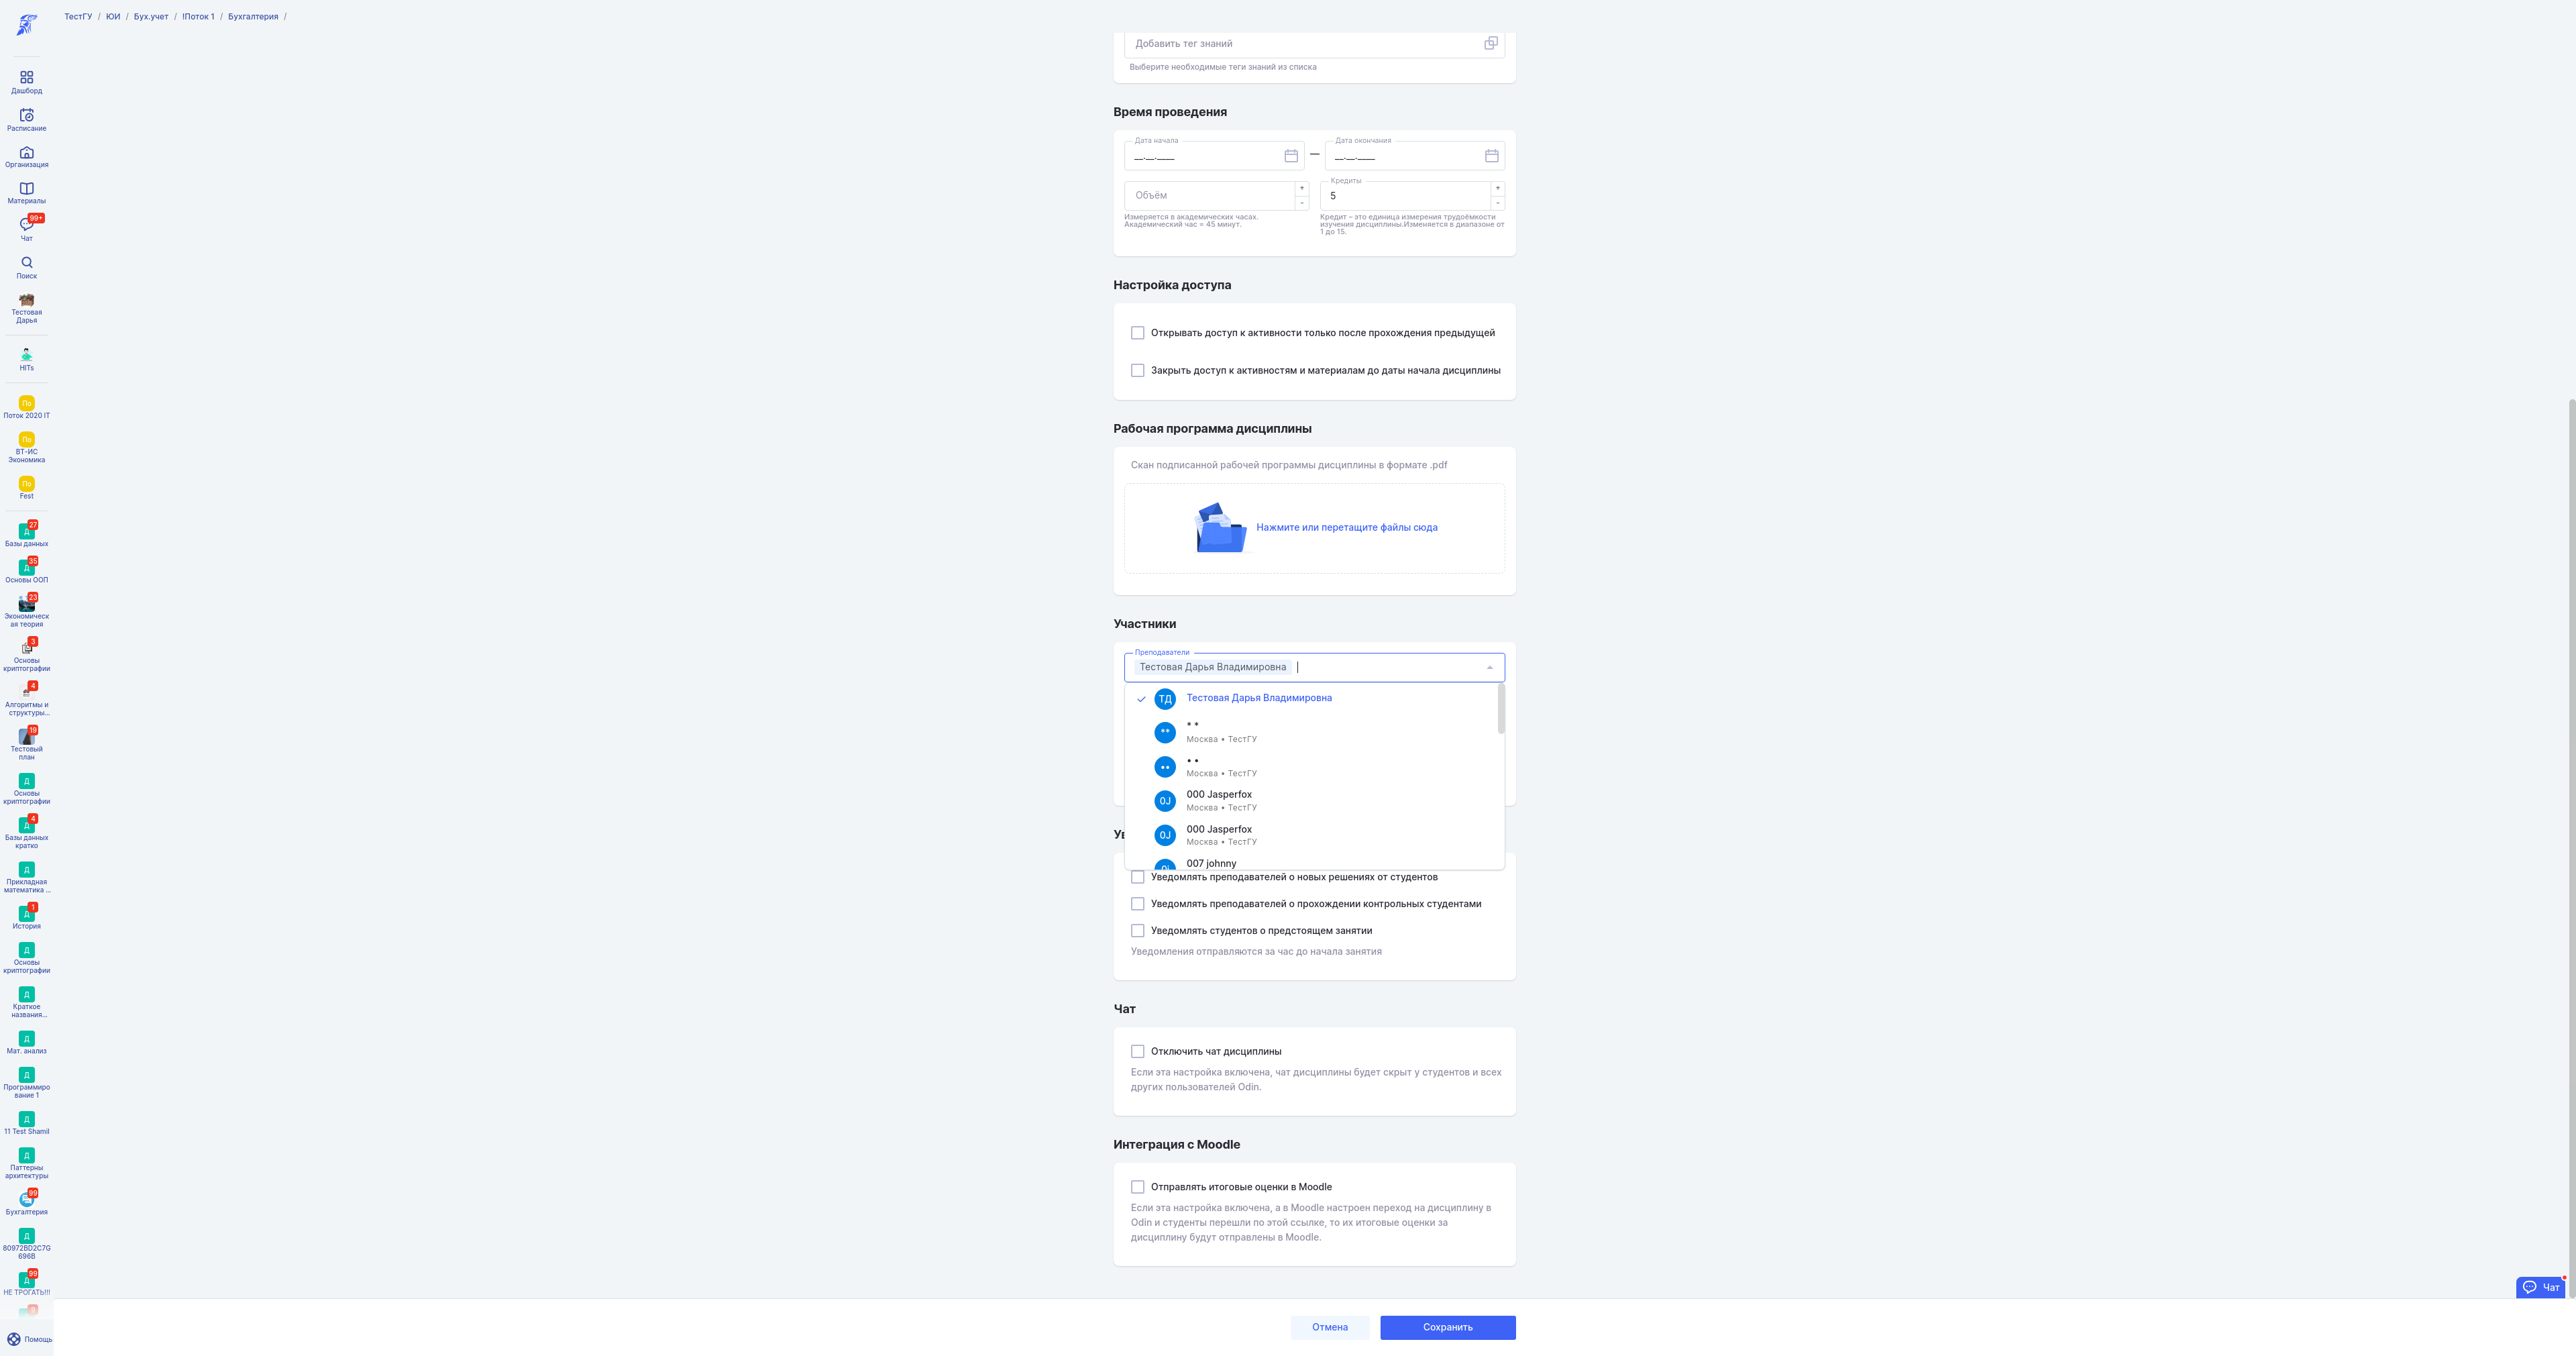 ТестГУ / ЮИ / Бух.учет / !Поток 1 / Бухгалтерия /
Дашборд
Расписание
Организация
Материалы
99+
Чат
Поиск
Тестовая
Дарья
HITs
По
Поток 2020 IT
По
ВТ-ИС
Экономика
По
Fest
Д
27
Базы данных
Д
35
Основы ООП
23
Экономическ
ая теория
3
Основы
криптографии
4
Алгоритмы и
структуры...
19
Тестовый
план
Д
Основы
криптографии
Д
4
Базы данных
кратко
Д
Прикладная
математика ...
Д
1
История
Д
Основы
криптографии
Д
Краткое
названия...
Д
Мат. анализ
Д
Программиро
вание 1
Д
11 Test Shamil
Д
Паттерны
архитектуры
99
Бухгалтерия
Д
80972BD2C7G
696B
Д
99
НЕ ТРОГАТЬ!!!
Помощь
Добавить тег знаний
Выберите необходимые теги знаний из списка
Время проведения
Дата начала
__.__.____
—
Дата окончания
__.__.____
Объём
+
-
Кредиты
5
+
-
Измеряется в академических часах.
Академический час = 45 минут.
Кредит – это единица измерения трудоёмкости
изучения дисциплины.Изменяется в диапазоне от
1 до 15.
Настройка доступа
Открывать доступ к активности только после прохождения предыдущей
Закрыть доступ к активностям и материалам до даты начала дисциплины
Рабочая программа дисциплины
Скан подписанной рабочей программы дисциплины в формате .pdf
Нажмите или перетащите файлы сюда
Участники
Преподаватели
Тестовая Дарья Владимировна
ТД
Тестовая Дарья Владимировна
**
* *
Москва • ТестГУ
••
• •
Москва • ТестГУ
0J
000 Jasperfox
Москва • ТестГУ
0J
000 Jasperfox
Москва • ТестГУ
0j
007 johnny
Ув
Уведомлять преподавателей о новых решениях от студентов
Уведомлять преподавателей о прохождении контрольных студентами
Уведомлять студентов о предстоящем занятии
Уведомления отправляются за час до начала занятия
Чат
Отключить чат дисциплины
Если эта настройка включена, чат дисциплины будет скрыт у студентов и всех
других пользователей Odin.
Интеграция с Moodle
Отправлять итоговые оценки в Moodle
Если эта настройка включена, а в Moodle настроен переход на дисциплину в
Odin и студенты перешли по этой ссылке, то их итоговые оценки за
дисциплину будут отправлены в Moodle.
Чат
Отмена
Сохранить